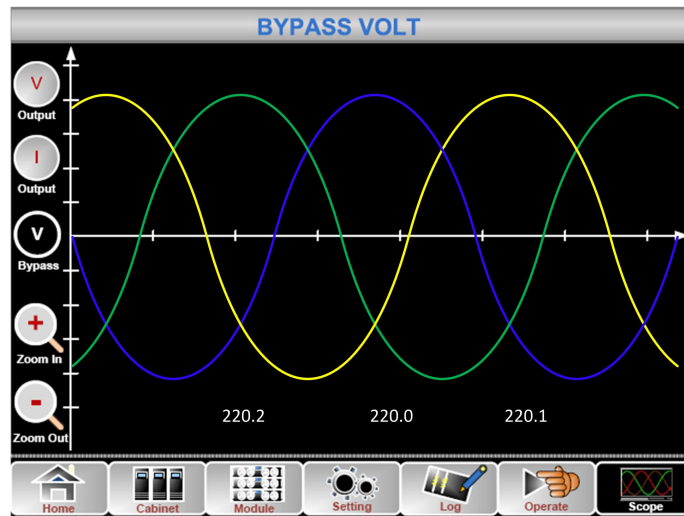 BYPASS VOLT
V
Output
I
Output
V
Bypass
+
Zoom In
-
Zoom Out
220.2 220.0 220.1
Home Cabinet Module Setting Log Operate Scope